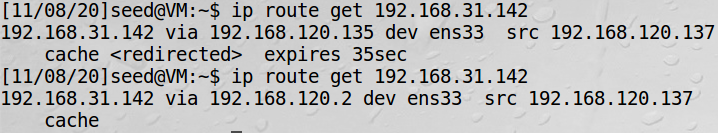 [11/08/20]seed@VM:~$ ip route get 192.168.31.142
192.168.31.142 via 192.168.120.135 dev ens33  src 192.168.120.137
    cache <redirected>  expires 35sec
[11/08/20]seed@VM:~$ ip route get 192.168.31.142
192.168.31.142 via 192.168.120.2 dev ens33  src 192.168.120.137
    cache